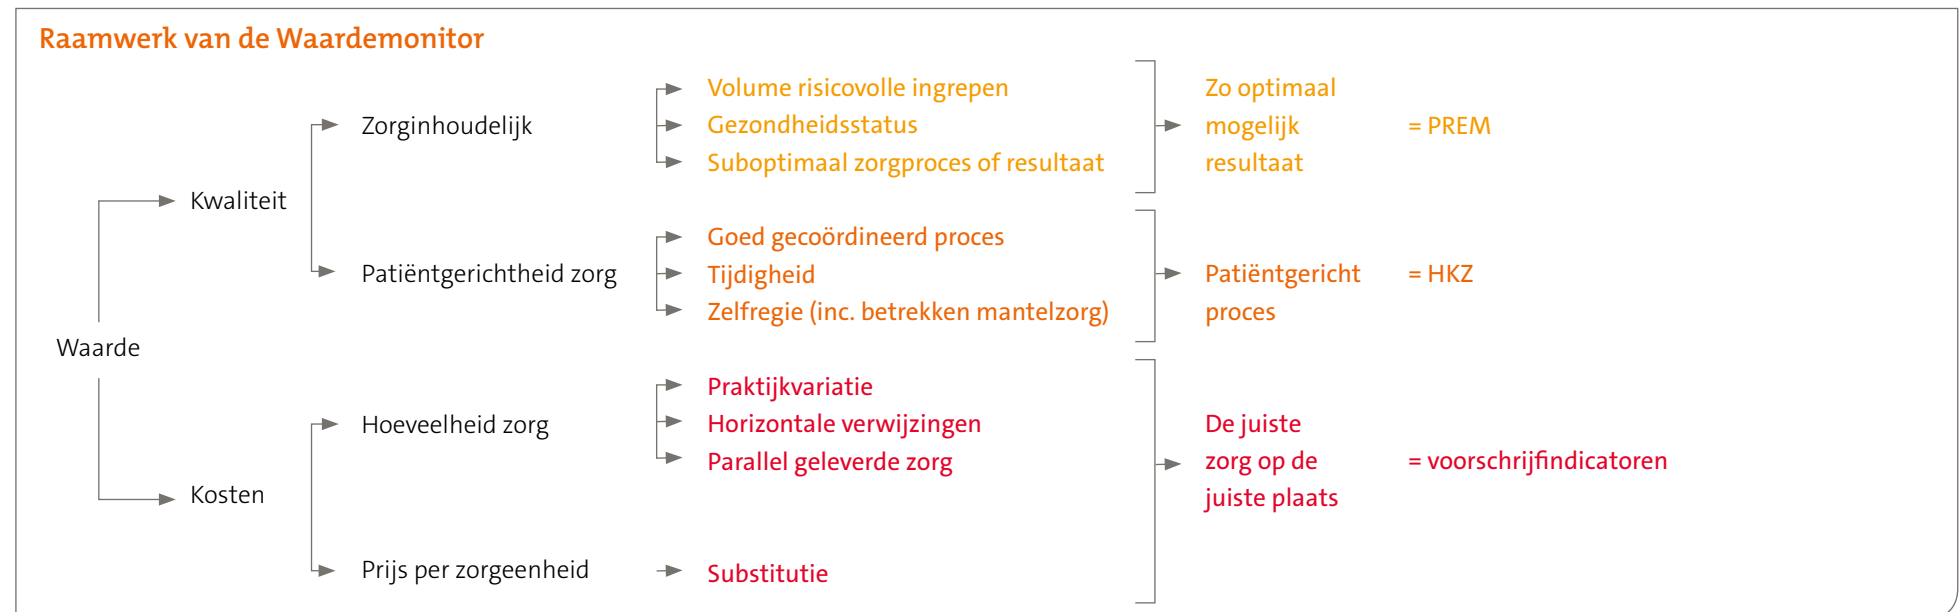 Raamwerk van de Waardemonitor
Waarde
Kwaliteit
Kosten
Zorginhoudelijk
Patiëntgerichtheid zorg
Hoeveelheid zorg
Prijs per zorgeenheid
Volume risicovolle ingrepen
Gezondheidsstatus
Suboptimaal zorgproces of resultaat
Goed gecoördineerd proces
Tijdigheid
Zelfregie (inc. betrekken mantelzorg)
Praktijkvariatie
Horizontale verwijzingen
Parallel geleverde zorg
Substitutie
Zo optimaal
mogelijk
resultaat
= PREM
Patiëntgericht
proces
= HKZ
De juiste
zorg op de
juiste plaats
= voorschrijfindicatoren